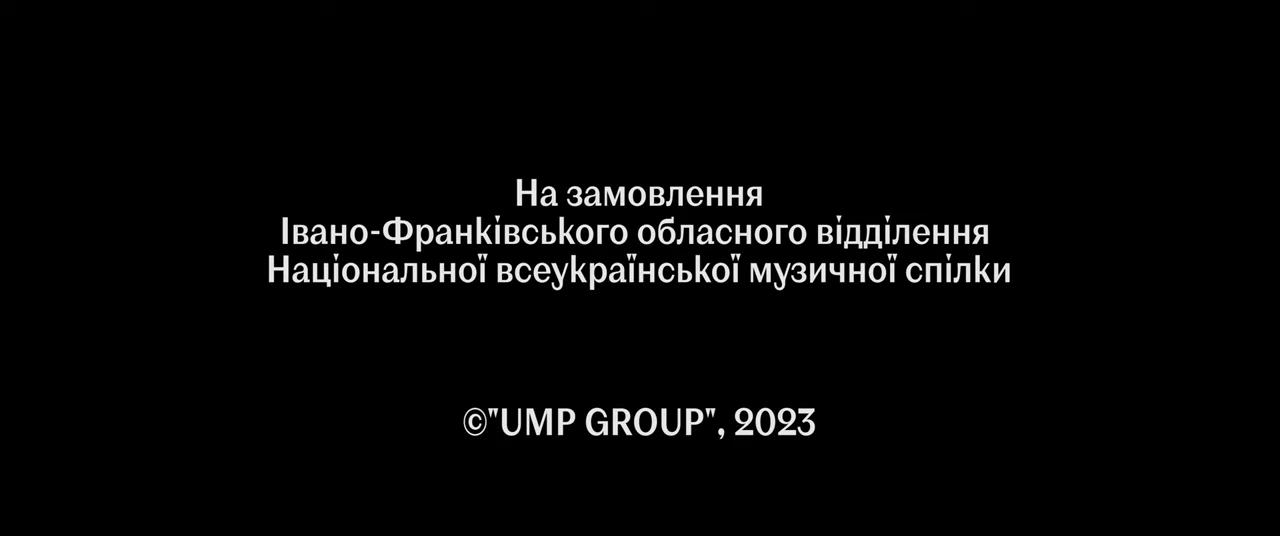 На замовлення
Івано-Франківського обласного відділення
Національної всеукраїнської музичної спілки
©"UMP GROUP", 2023